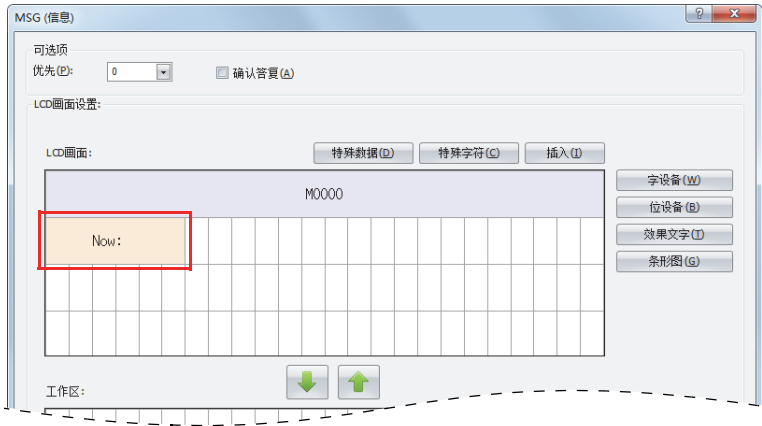 MSG (信息)
可选项
优先(P): 0 确认答复(A)
LCD画面设置:
LCD画面: 特殊数据(D) 特殊字符(C) 插入(I)
M0000
Now:
字设备(W)
位设备(B)
效果文字(T)
条形图(G)
工作区: